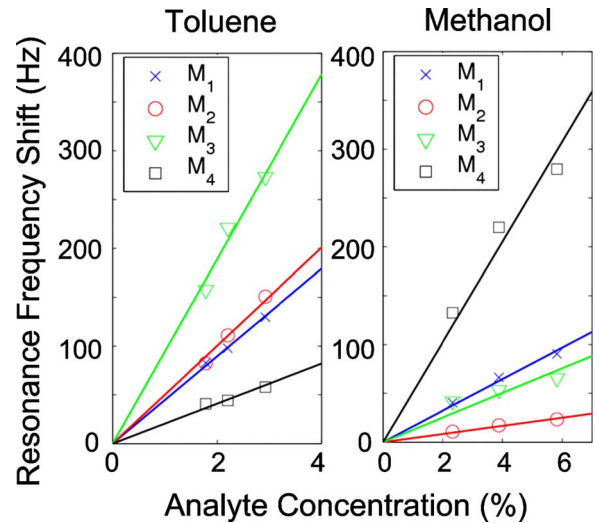 Toluene
Methanol
Resonance Frequency Shift (Hz)
400
300
200
100
0
M1
M2
M3
M4
0 2 4
400
300
200
100
0
M1
M2
M3
M4
0 2 4 6
Analyte Concentration (%)